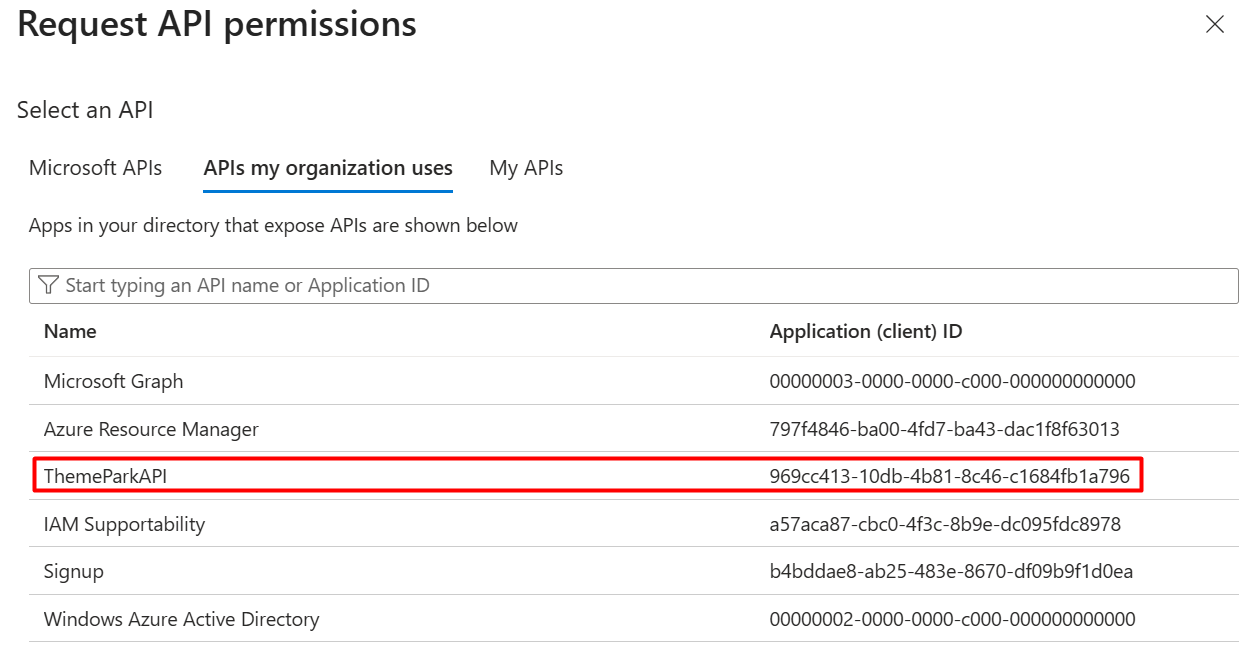 Request API permissions
Select an API
Microsoft APIs APIs my organization uses My APIs
Apps in your directory that expose APIs are shown below
Start typing an API name or Application ID
Name Application (client) ID
Microsoft Graph 00000003-0000-0000-c000-000000000000
Azure Resource Manager 797f4846-ba00-4fd7-ba43-dac1f8f63013
ThemeParkAPI 969cc413-10db-4b81-8c46-c1684fb1a796
IAM Supportability a57aca87-cbc0-4f3c-8b9e-dc095fdc8978
Signup b4bddae8-ab25-483e-8670-df09b9f1d0ea
Windows Azure Active Directory 00000002-0000-0000-c000-000000000000